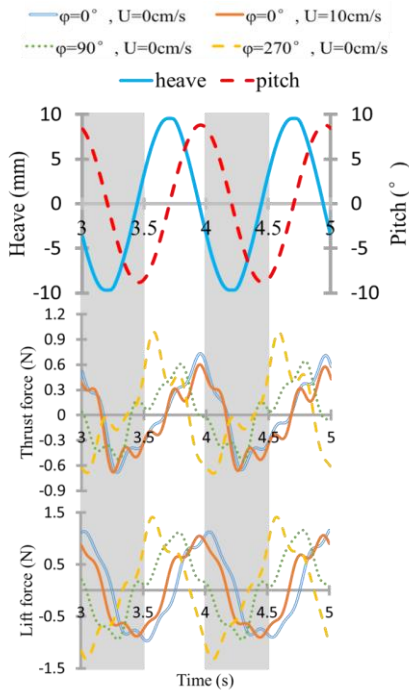 φ=0° , U=0cm/s φ=0° , U=10cm/s
φ=90° , U=0cm/s φ=270° , U=0cm/s
heave pitch
10 10
5 5
0 0
3 3.5 4 4.5 5
-5 -5
-10 -10
Heave (mm)
Pitch(°)
1.2
0.9
0.6
0.3
0
3 3.5 4 4.5 5
-0.3
-0.6
-0.9
Thrust force (N)
1.5
0.5
3 3.5 4 4.5 5
-0.5
-1.5
Lift force (N)
Time (s)